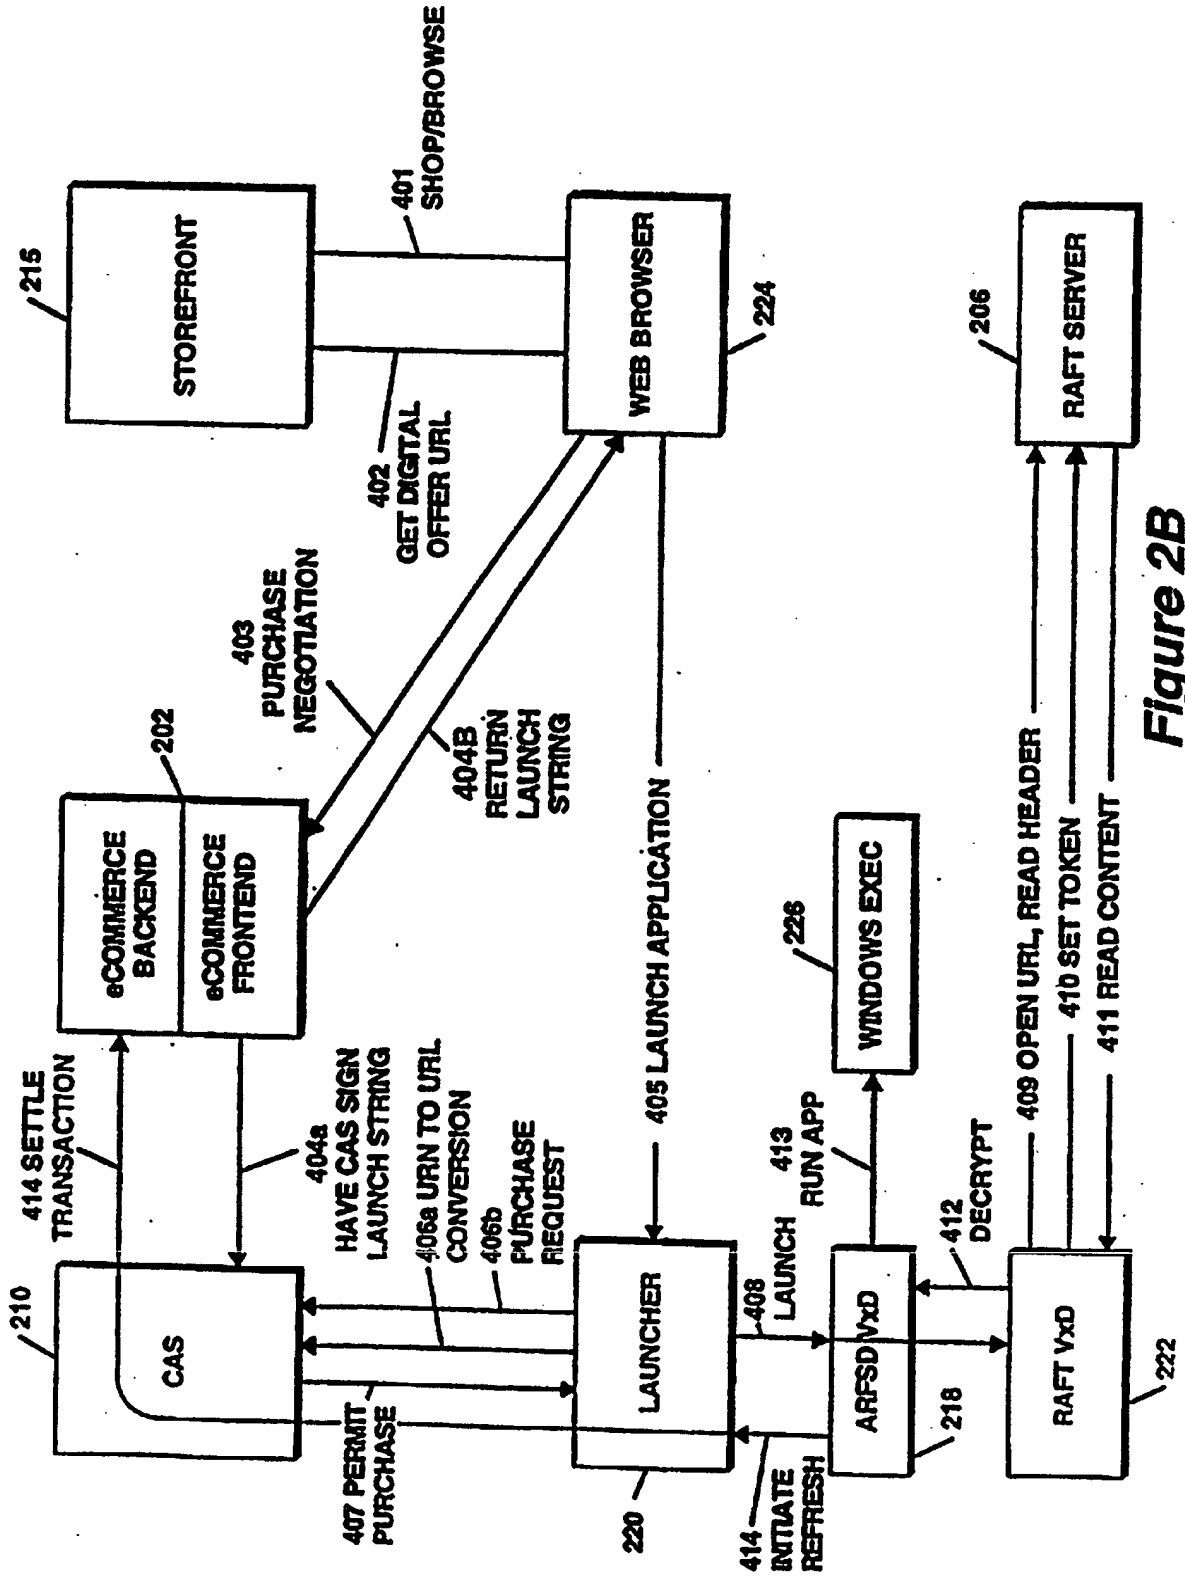 215
STOREFRONT
401
SHOP/BROWSE
402
GET DIGITAL
OFFER URL
WEB BROWSER
224
403
PURCHASE
NEGOTIATION
404B
RETURN
LAUNCH
STRING
202
eCOMMERCE
BACKEND
eCOMMERCE
FRONTEND
414 SETTLE
TRANSACTION
404a
HAVE CAS SIGN
LAUNCH STRING
210
CAS
406a URN TO URL
CONVERSION
406b
PURCHASE
REQUEST
407 PERMIT
PURCHASE
405 LAUNCH APPLICATION
LAUNCHER
220
408
LAUNCH
414
INITIATE
REFRESH
413
RUN APP
226
WINDOWS EXEC
ARFSD VxD
218
412
DECRYPT
RAFT VxD
222
409 OPEN URL, READ HEADER
410 SET TOKEN
411 READ CONTENT
206
RAFT SERVER
Figure 2B